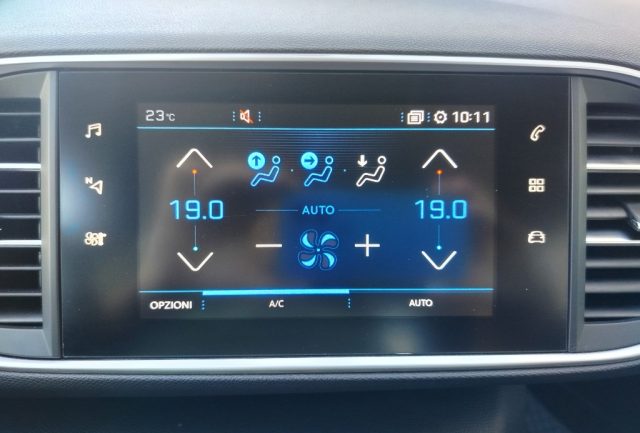 23°C 10:11
N
19.0 AUTO 19.0
OPZIONI A/C AUTO